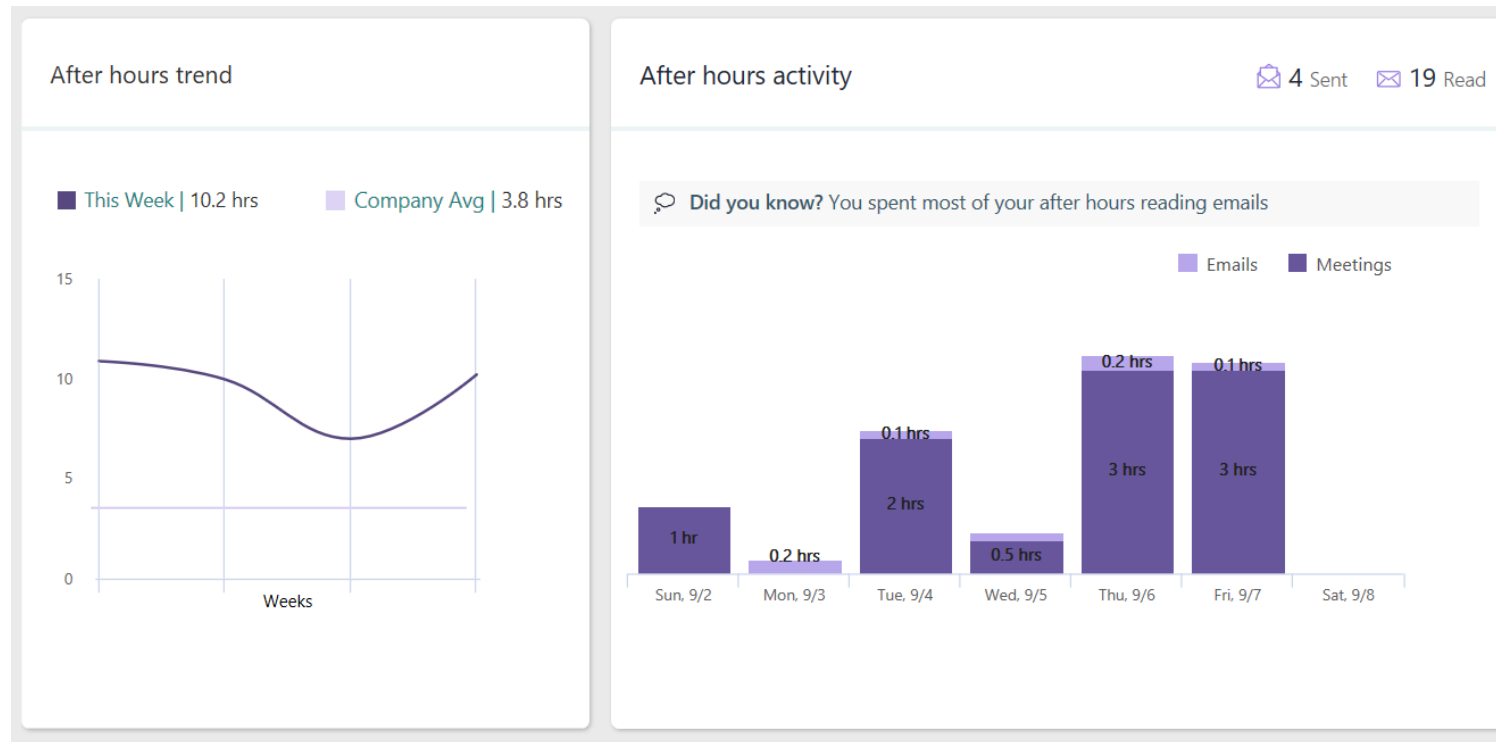 After hours trend
This Week | 10.2 hrs
Company Avg | 3.8 hrs
15
10
5
0
Weeks
After hours activity
4 Sent
19 Read
Did you know? You spent most of your after hours reading emails
Emails
Meetings
0.2 hrs
0.1 hrs
0.1 hrs
3 hrs
3 hrs
2 hrs
1 hr
0.2 hrs
0.5 hrs
Sun, 9/2
Mon, 9/3
Tue, 9/4
Wed, 9/5
Thu, 9/6
Fri, 9/7
Sat, 9/8